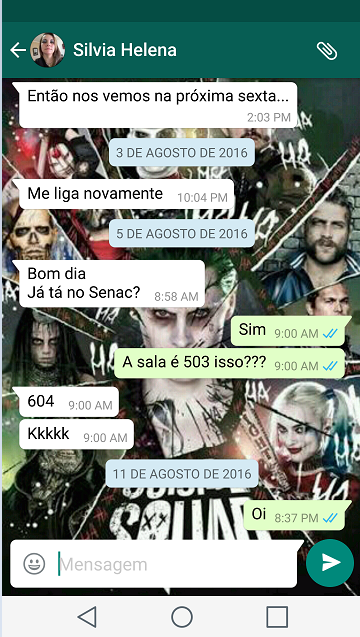 Silvia Helena
Então nos vemos na próxima sexta...
2:03 PM
3 DE AGOSTO DE 2016
Me liga novamente 10:04 PM
5 DE AGOSTO DE 2016
Bom dia
Já tá no Senac? 8:58 AM
Sim 9:00 AM
A sala é 503 isso??? 9:00 AM
604 9:00 AM
Kkkkk 9:00 AM
11 DE AGOSTO DE 2016
SUICIDE
SQUAD
Oi 8:37 PM
Mensagem